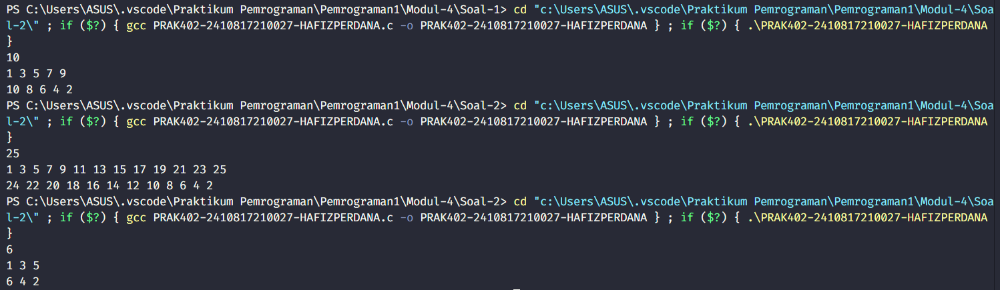 PS C:\Users\ASUS\.vscode\Praktikum Pemrograman\Pemrograman1\Modul-4\Soal-1> cd "c:\Users\ASUS\.vscode\Praktikum Pemrograman\Pemrograman1\Modul-4\Soa
l-2\" ; if ($?) { gcc PRAK402-2410817210027-HAFIZPERDANA.c -o PRAK402-2410817210027-HAFIZPERDANA } ; if ($?) { .\PRAK402-2410817210027-HAFIZPERDANA
}
10
1 3 5 7 9
10 8 6 4 2
PS C:\Users\ASUS\.vscode\Praktikum Pemrograman\Pemrograman1\Modul-4\Soal-2> cd "c:\Users\ASUS\.vscode\Praktikum Pemrograman\Pemrograman1\Modul-4\Soa
l-2\" ; if ($?) { gcc PRAK402-2410817210027-HAFIZPERDANA.c -o PRAK402-2410817210027-HAFIZPERDANA } ; if ($?) { .\PRAK402-2410817210027-HAFIZPERDANA
}
25
1 3 5 7 9 11 13 15 17 19 21 23 25
24 22 20 18 16 14 12 10 8 6 4 2
PS C:\Users\ASUS\.vscode\Praktikum Pemrograman\Pemrograman1\Modul-4\Soal-2> cd "c:\Users\ASUS\.vscode\Praktikum Pemrograman\Pemrograman1\Modul-4\Soa
l-2\" ; if ($?) { gcc PRAK402-2410817210027-HAFIZPERDANA.c -o PRAK402-2410817210027-HAFIZPERDANA } ; if ($?) { .\PRAK402-2410817210027-HAFIZPERDANA
}
6
1 3 5
6 4 2